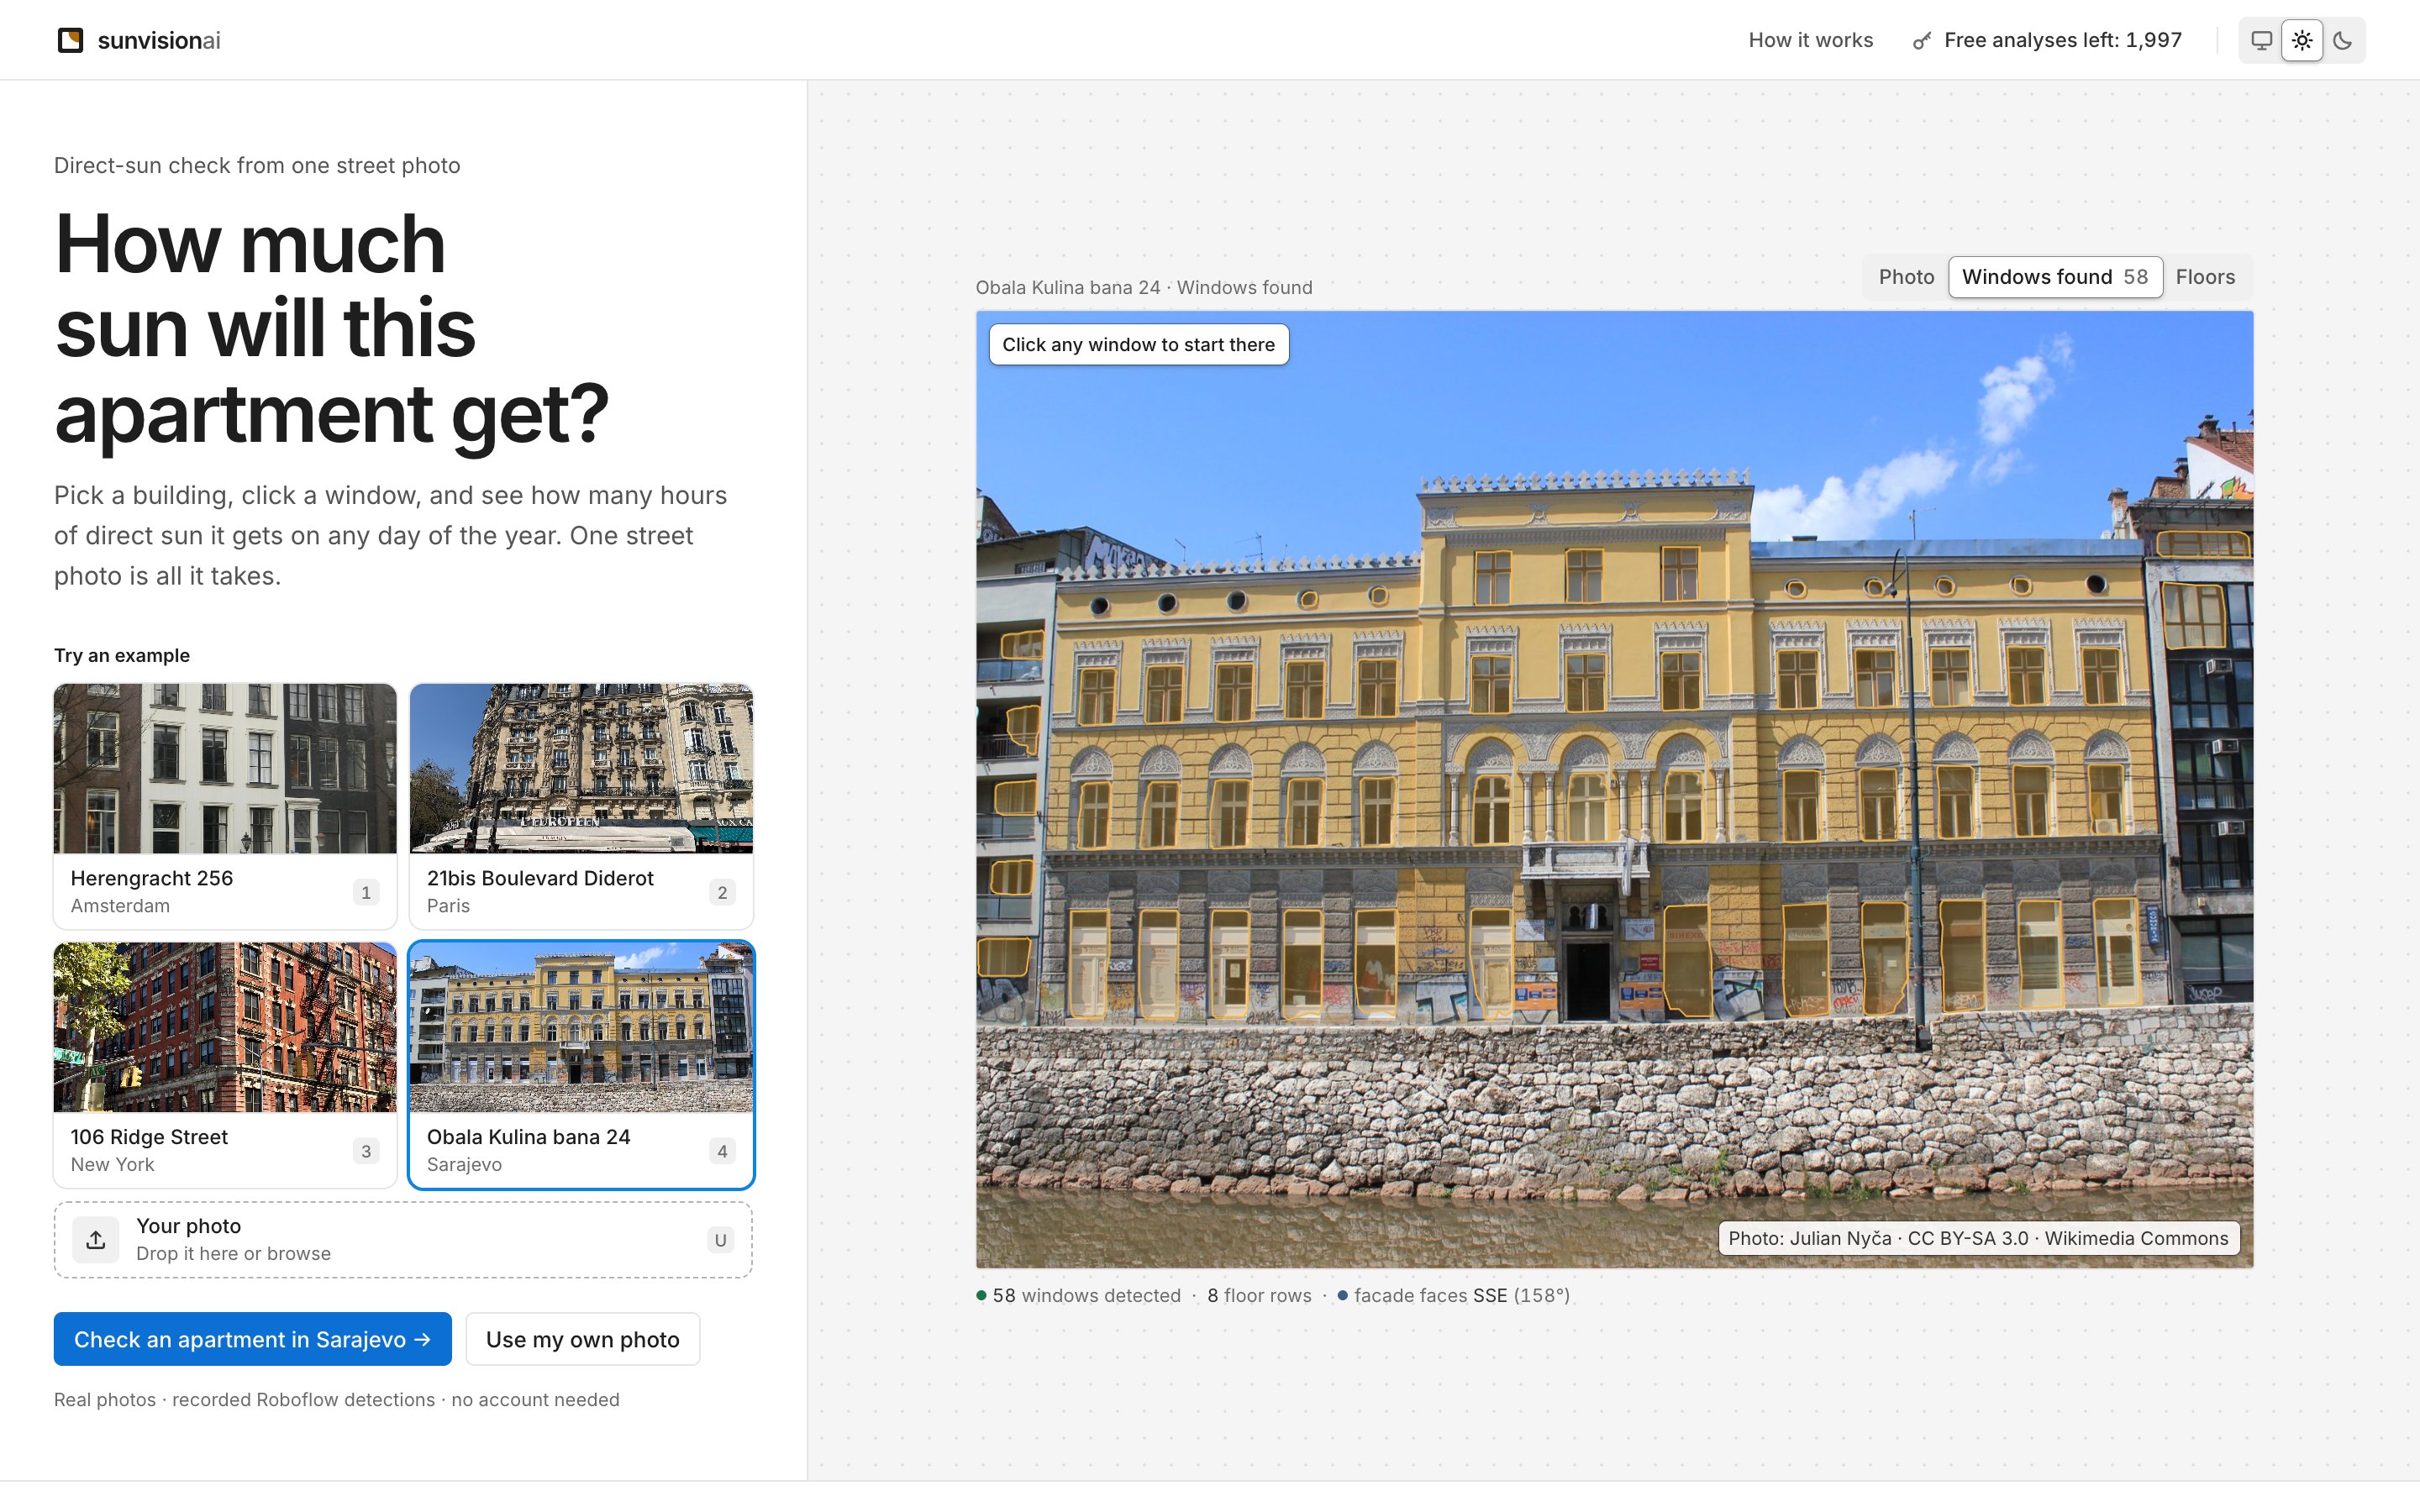 sunvisionai
How it works
Free analyses left: 1,997
Direct-sun check from one street photo
How much
sun will this
apartment get?
Pick a building, click a window, and see how many hours
of direct sun it gets on any day of the year. One street
photo is all it takes.
Try an example
L'EUROPEEN
Herengracht 256
Amsterdam
1
21bis Boulevard Diderot
Paris
2
106 Ridge Street
New York
3
Obala Kulina bana 24
Sarajevo
4
Your photo
Drop it here or browse
U
Check an apartment in Sarajevo →
Use my own photo
Real photos · recorded Roboflow detections · no account needed
Obala Kulina bana 24 · Windows found
Photo
Windows found 58
Floors
Click any window to start there
Photo: Julian Nyča · CC BY-SA 3.0 · Wikimedia Commons
58 windows detected · 8 floor rows · facade faces SSE (158°)